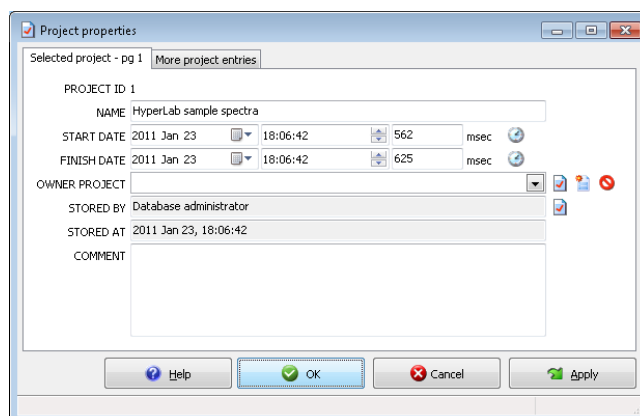 Project properties
Selected project - pg 1 More project entries
PROJECT ID 1
NAME HyperLab sample spectra
START DATE 2011 Jan 23 18:06:42 562 msec
FINISH DATE 2011 Jan 23 18:06:42 625 msec
OWNER PROJECT
STORED BY Database administrator
STORED AT 2011 Jan 23, 18:06:42
COMMENT
Help OK Cancel Apply